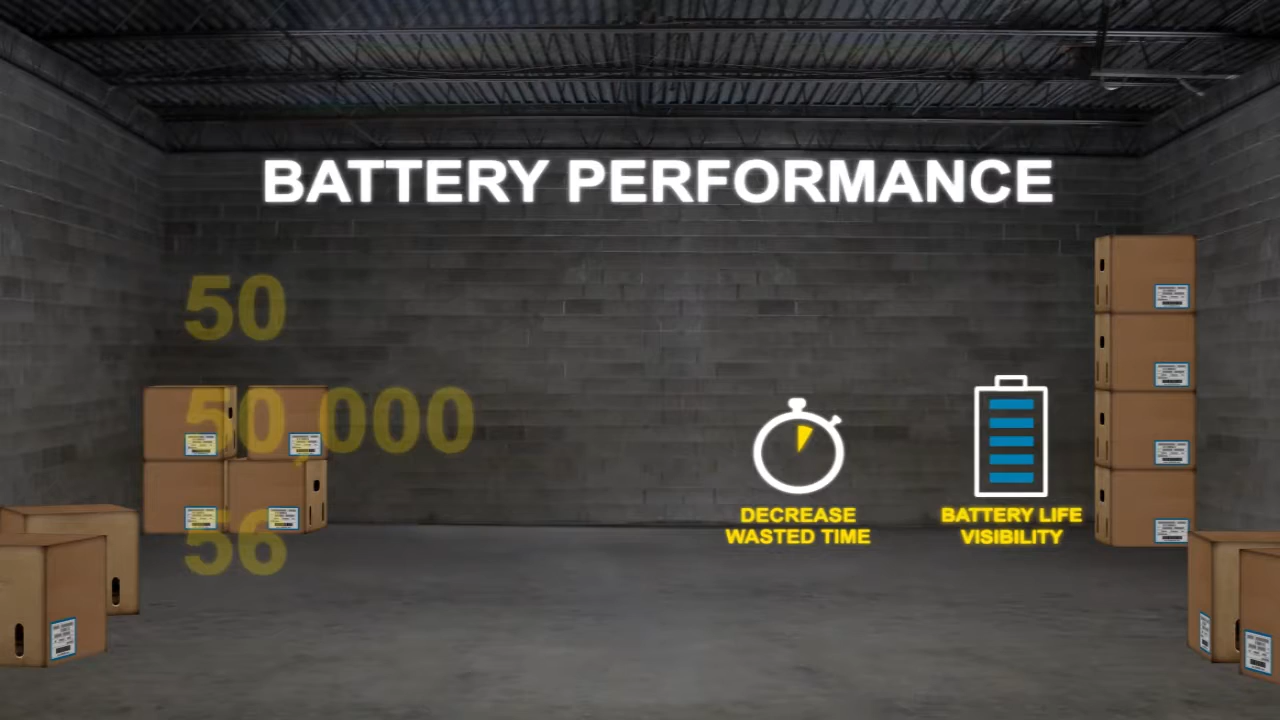 BATTERY PERFORMANCE
50
50,000
56
DECREASE
WASTED TIME
BATTERY LIFE
VISIBILITY